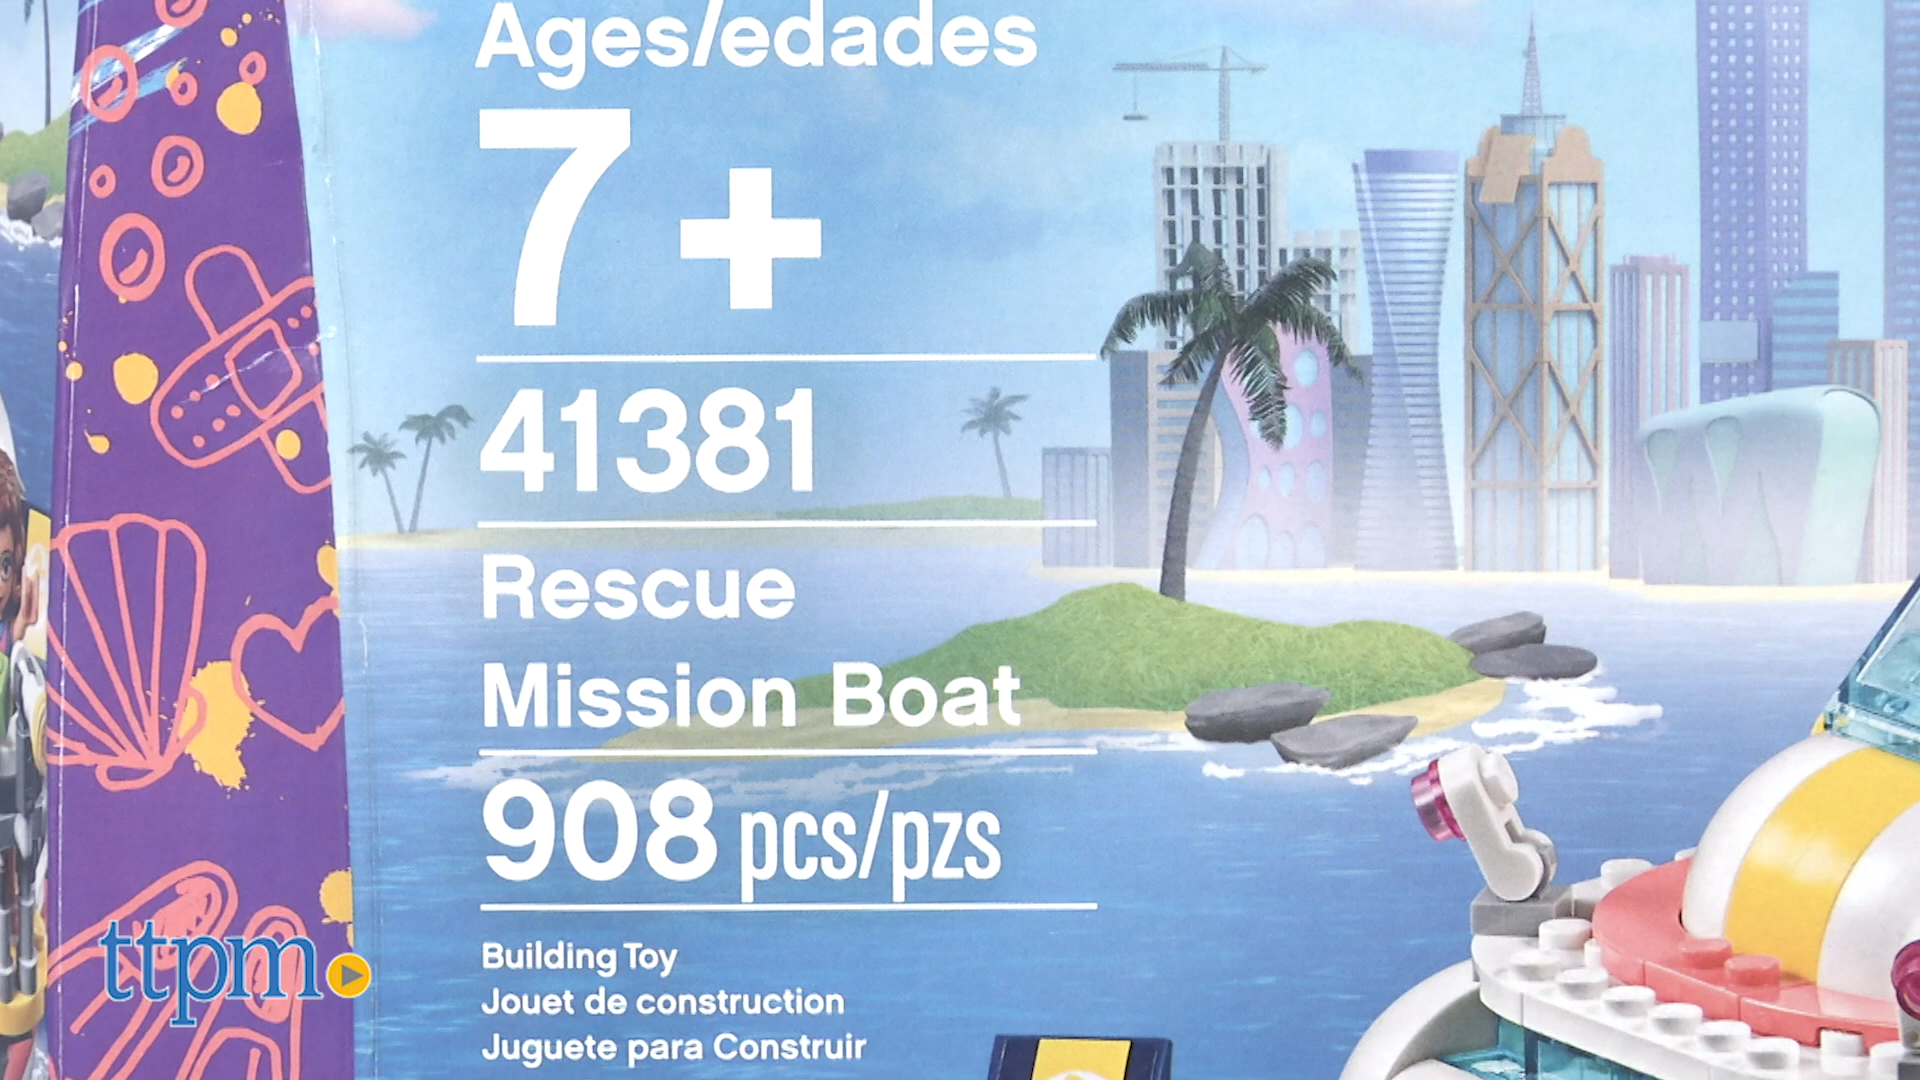 Ages/edades
7+
41381
Rescue
Mission Boat
908 pcs/pzs
Building Toy
Jouet de construction
Juguete para Construir
ttpm